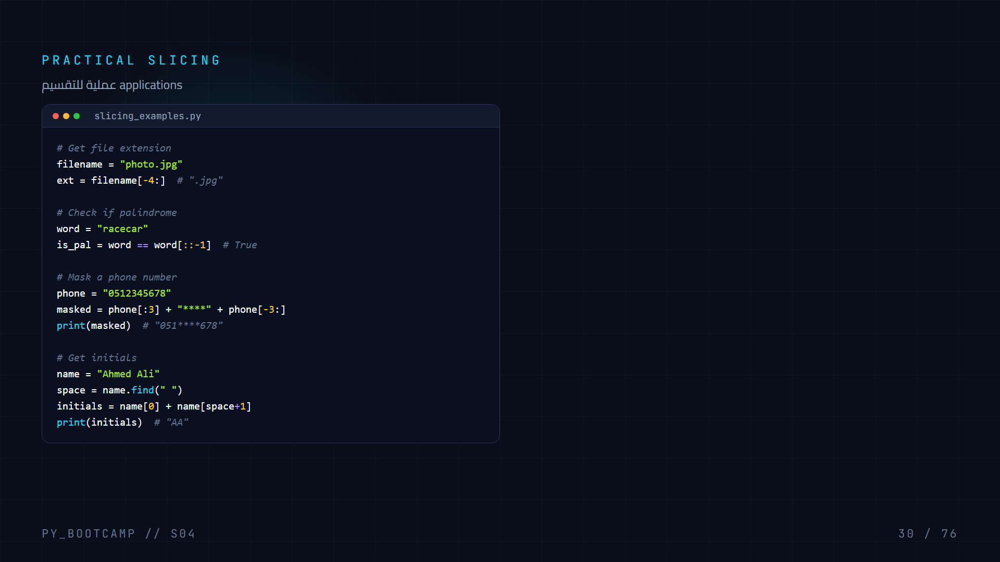 PRACTICAL SLICING
applications عملية للتقسيم
slicing_examples.py
# Get file extension
filename = "photo.jpg"
ext = filename[-4:]  # ".jpg"
# Check if palindrome
word = "racecar"
is_pal = word == word[::-1]  # True
# Mask a phone number
phone = "0512345678"
masked = phone[:3] + "****" + phone[-3:]
print(masked)  # "051****678"
# Get initials
name = "Ahmed Ali"
space = name.find(" ")
initials = name[0] + name[space+1]
print(initials)  # "AA"
PY_BOOTCAMP // S04
30 / 76